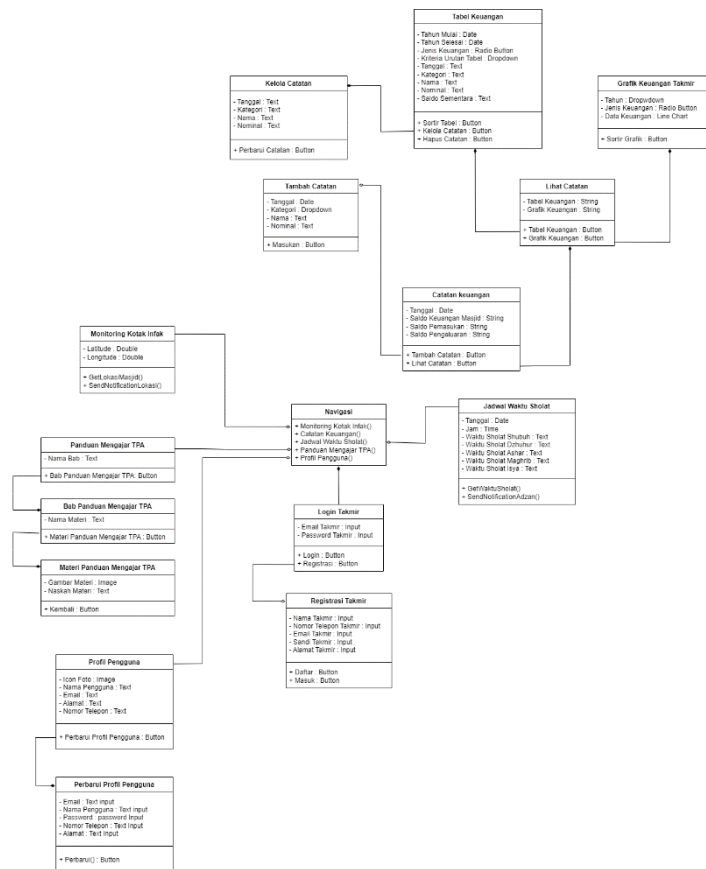 Tabel Keuangan
- Tahun Mulai : Date
- Tahun Selesai : Date
- Jenis Keuangan : Radio Button
- Kriteria Urutan Tabel : Dropdown
- Tanggal : Text
- Kategori : Text
- Nama : Text
- Nominal : Text
- Saldo Sementara : Text
+ Sortir Tabel : Button
+ Kelola Catatan : Button
+ Hapus Catatan : Button
Kelola Catatan
- Tanggal : Text
- Kategori : Text
- Nama : Text
- Nominal : Text
+ Perbarui Catatan : Button
Grafik Keuangan Takmir
- Tahun : Dropwdown
- Jenis Keuangan : Radio Button
- Data Keuangan : Line Chart
+ Sortir Grafik : Button
Tambah Catatan
- Tanggal : Date
- Kategori : Dropdown
- Nama : Text
- Nominal : Text
+ Masukan : Button
Lihat Catatan
- Tabel Keuangan : String
- Grafik Keuangan : String
+ Tabel Keuangan : Button
+ Grafik Keuangan : Button
Catatan keuangan
- Tanggal : Date
- Saldo Keuangan Masjid : String
- Saldo Pemasukan : String
- Saldo Pengeluaran : String
+ Tambah Catatan : Button
+ Lihat Catatan : Button
Monitoring Kotak Infak
- Latitude : Double
- Longitude : Double
+ GetLokasiMasjid()
+ SendNotificationLokasi()
Navigasi
+ Monitoring Kotak Infak()
+ Catatan Keuangan()
+ Jadwal Waktu Sholat()
+ Panduan Mengajar TPA()
+ Profil Pengguna()
Jadwal Waktu Sholat
- Tanggal : Date
- Jam : Time
- Waktu Sholat Shubuh : Text
- Waktu Sholat Dzhuhur : Text
- Waktu Sholat Ashar : Text
- Waktu Sholat Maghrib : Text
- Waktu Sholat Isya : Text
+ GetWaktuSholat()
+ SendNotificationAdzan()
Panduan Mengajar TPA
- Nama Bab : Text
+ Bab Panduan Mengajar TPA: Button
Bab Panduan Mengajar TPA
- Nama Materi : Text
+ Materi Panduan Mengajar TPA : Button
Materi Panduan Mengajar TPA
- Gambar Materi : Image
- Naskah Materi : Text
+ Kembali : Button
Login Takmir
- Email Takmir : Input
- Password Takmir : Input
+ Login : Button
+ Registrasi : Button
Registrasi Takmir
- Nama Takmir : Input
- Nomor Telepon Takmir : Input
- Email Takmir : Input
- Sandi Takmir : Input
- Alamat Takmir : Input
+ Daftar : Button
+ Masuk : Button
Profil Pengguna
- Icon Foto : Image
- Nama Pengguna : Text
- Email : Text
- Alamat : Text
- Nomor Telepon : Text
+ Perbarui Profil Pengguna : Button
Perbarui Profil Pengguna
- Email : Text input
- Nama Pengguna : Text input
- Password : password Input
- Nomor Telepon : Text Input
- Alamat : Text Input
+ Perbarui() : Button